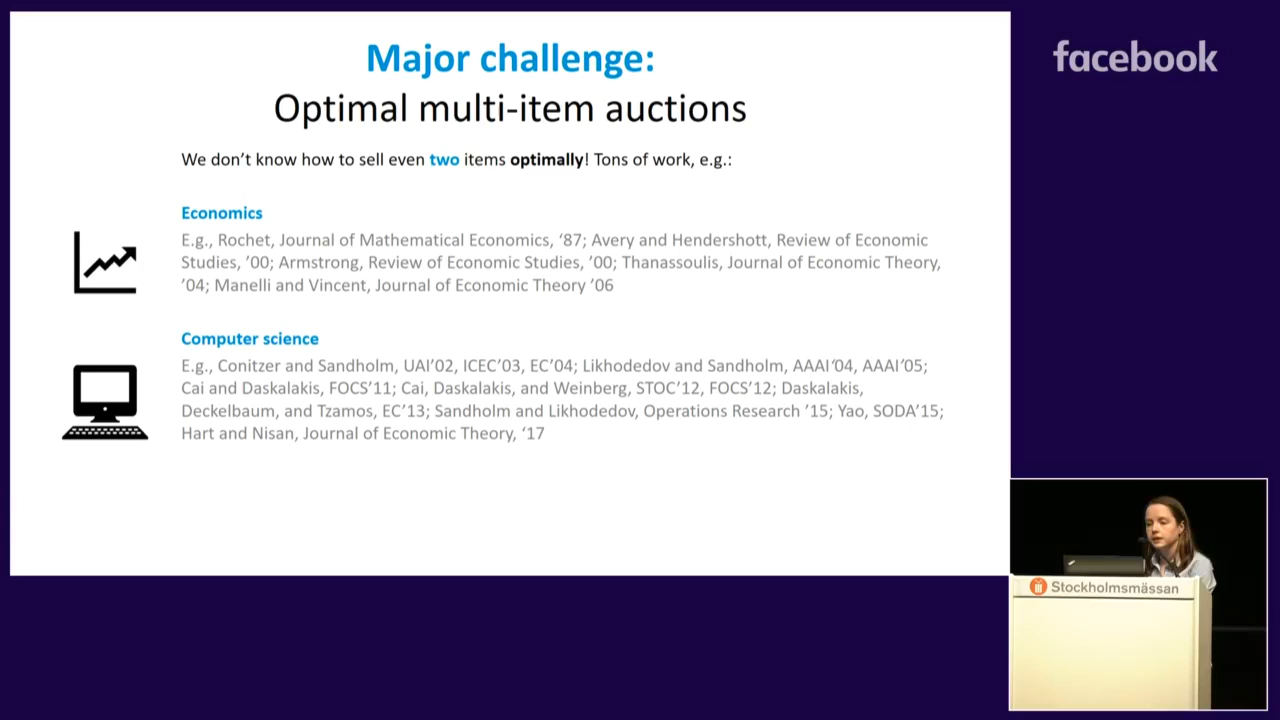 Major challenge:
facebook
Optimal multi-item auctions
We don’t know how to sell even two items optimally! Tons of work, e.g.:
Economics
E.g., Rochet, Journal of Mathematical Economics, ‘87; Avery and Hendershott, Review of Economic
Studies, ’00; Armstrong, Review of Economic Studies, ’00; Thanassoulis, Journal of Economic Theory,
’04; Manelli and Vincent, Journal of Economic Theory ’06
Computer science
E.g., Conitzer and Sandholm, UAI’02, ICEC’03, EC’04; Likhodedov and Sandholm, AAAI’04, AAAI’05;
Cai and Daskalakis, FOCS’11; Cai, Daskalakis, and Weinberg, STOC’12, FOCS’12; Daskalakis,
Deckelbaum, and Tzamos, EC’13; Sandholm and Likhodedov, Operations Research ’15; Yao, SODA’15;
Hart and Nisan, Journal of Economic Theory, ‘17
Stockholmsmässan